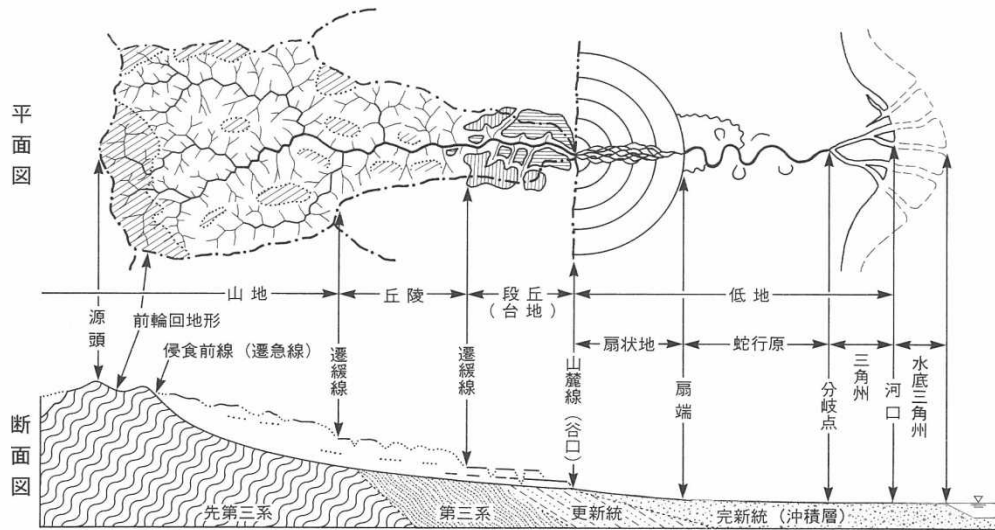 平面図
山地
丘陵
段丘
(台地)
低地
源頭
前輪回地形
侵食前線(遷急線)
遷緩線
遷緩線
山麓線(谷口)
扇状地
扇端
蛇行原
分岐点
三角州
河口
水底三角州
断面図
先第三系
第三系
更新統
完新統(沖積層)